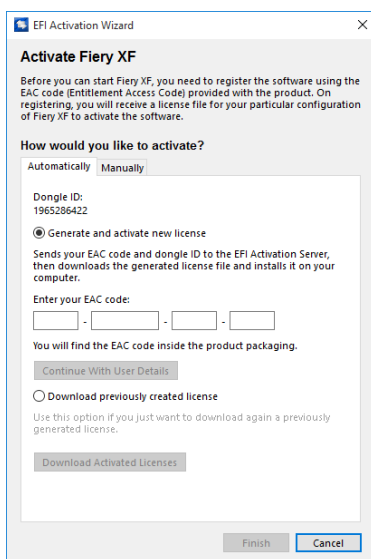 EFI Activation Wizard
Activate Fiery XF
Before you can start Fiery XF, you need to register the software using the
EAC code (Entitlement Access Code) provided with the product. On
registering, you will receive a license file for your particular configuration
of Fiery XF to activate the software.
How would you like to activate?
Automatically Manually
Dongle ID:
1965286422
Generate and activate new license
Sends your EAC code and dongle ID to the EFI Activation Server,
then downloads the generated license file and installs it on your
computer.
Enter your EAC code:
- - -
You will find the EAC code inside the product packaging.
Continue With User Details
Download previously created license
Use this option if you just want to download again a previously
generated license.
Download Activated Licenses
Finish Cancel